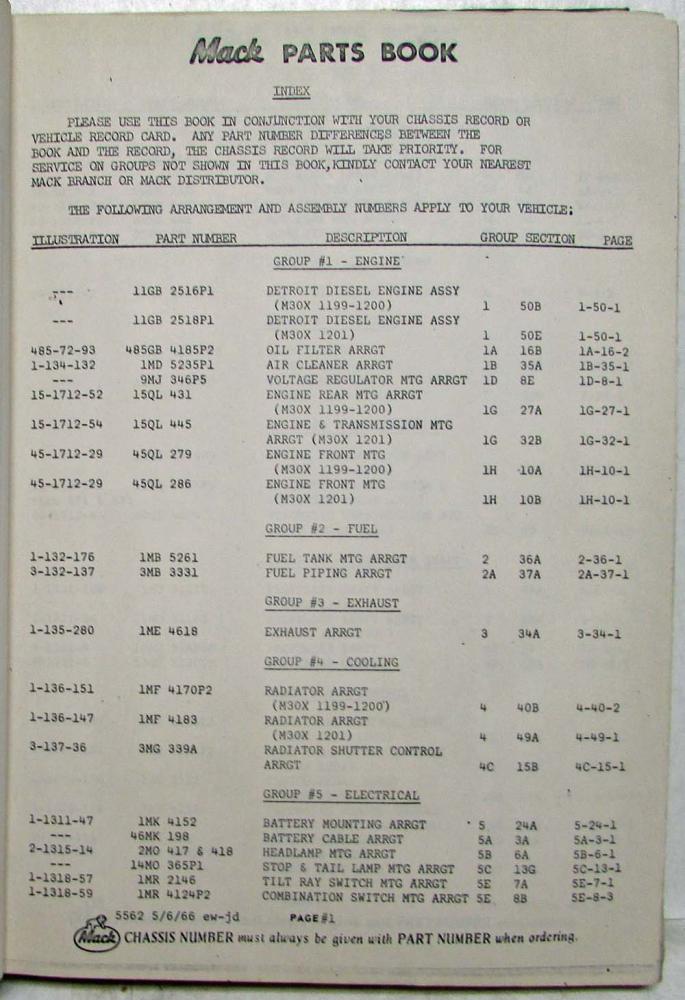 Mack PARTS BOOK
INDEX
PLEASE USE THIS BOOK IN CONJUNCTION WITH YOUR CHASSIS RECORD OR
VEHICLE RECORD CARD. ANY PART NUMBER DIFFERENCES BETWEEN THE
BOOK AND THE RECORD, THE CHASSIS RECORD WILL TAKE PRIORITY. FOR
SERVICE ON GROUPS NOT SHOWN IN THIS BOOK, KINDLY CONTACT YOUR NEAREST
MACK BRANCH OR MACK DISTRIBUTOR.
THE FOLLOWING ARRANGEMENT AND ASSEMBLY NUMBERS APPLY TO YOUR VEHICLE;
ILLUSTRATION PART NUMBER DESCRIPTION GROUP SECTION PAGE
GROUP #1 - ENGINE
--- 11GB 2516P1 DETROIT DIESEL ENGINE ASSY
(M30X 1199-1200) 1 50B 1-50-1
--- 11GB 2518P1 DETROIT DIESEL ENGINE ASSY
(M30X 1201) 1 50E 1-50-1
485-72-93 485GB 4185P2 OIL FILTER ARRGT 1A 16B 1A-16-2
1-134-132 1MD 5235P1 AIR CLEANER ARRGT 1B 35A 1B-35-1
--- 9MJ 346P5 VOLTAGE REGULATOR MTG ARRGT 1D 8E 1D-8-1
15-1712-52 15QL 431 ENGINE REAR MTG ARRGT
(M30X 1199-1200) 1G 27A 1G-27-1
15-1712-54 15QL 445 ENGINE & TRANSMISSION MTG
ARRGT (M30X 1201) 1G 32B 1G-32-1
45-1712-29 45QL 279 ENGINE FRONT MTG
(M30X 1199-1200) 1H 10A 1H-10-1
45-1712-29 45QL 286 ENGINE FRONT MTG
(M30X 1201) 1H 10B 1H-10-1
GROUP #2 - FUEL
1-132-176 1MB 5261 FUEL TANK MTG ARRGT 2 36A 2-36-1
3-132-137 3MB 3331 FUEL PIPING ARRGT 2A 37A 2A-37-1
GROUP #3 - EXHAUST
1-135-280 1ME 4618 EXHAUST ARRGT 3 34A 3-34-1
GROUP #4 - COOLING
1-136-151 1MF 4170P2 RADIATOR ARRGT
(M30X 1199-1200) 4 40B 4-40-2
1-136-147 1MF 4183 RADIATOR ARRGT
(M30X 1201) 4 49A 4-49-1
3-137-36 3MG 339A RADIATOR SHUTTER CONTROL
ARRGT 4C 15B 4C-15-1
GROUP #5 - ELECTRICAL
1-1311-47 1MK 4152 BATTERY MOUNTING ARRGT 5 24A 5-24-1
--- 46MK 198 BATTERY CABLE ARRGT 5A 3A 5A-3-1
2-1315-14 2MO 417 & 418 HEADLAMP MTG ARRGT 5B 6A 5B-6-1
--- 14MO 365P1 STOP & TAIL LAMP MTG ARRGT 5C 13G 5C-13-1
1-1318-57 1MR 2146 TILT RAY SWITCH MTG ARRGT 5E 7A 5E-7-1
1-1318-59 1MR 4124P2 COMBINATION SWITCH MTG ARRGT 5E 8B 5E-8-3
5562 5/6/66 ew-jd PAGE#1
Mack CHASSIS NUMBER must always be given with PART NUMBER when ordering.